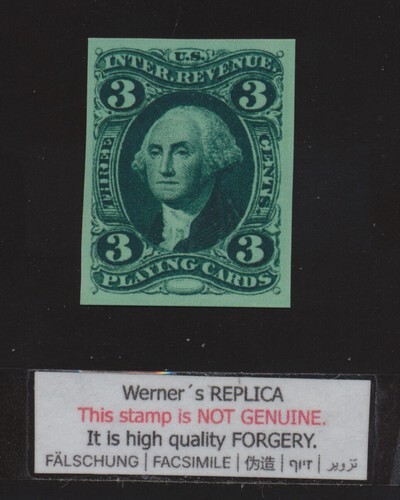 U.S.
INTER. REVENUE.
3 3
THREE CENTS.
3 3
PLAYING CARDS
Werner´s REPLICA
This stamp is NOT GENUINE.
It is high quality FORGERY.
FÄLSCHUNG | FACSIMILE | 伪造 | זיוף | تزوير